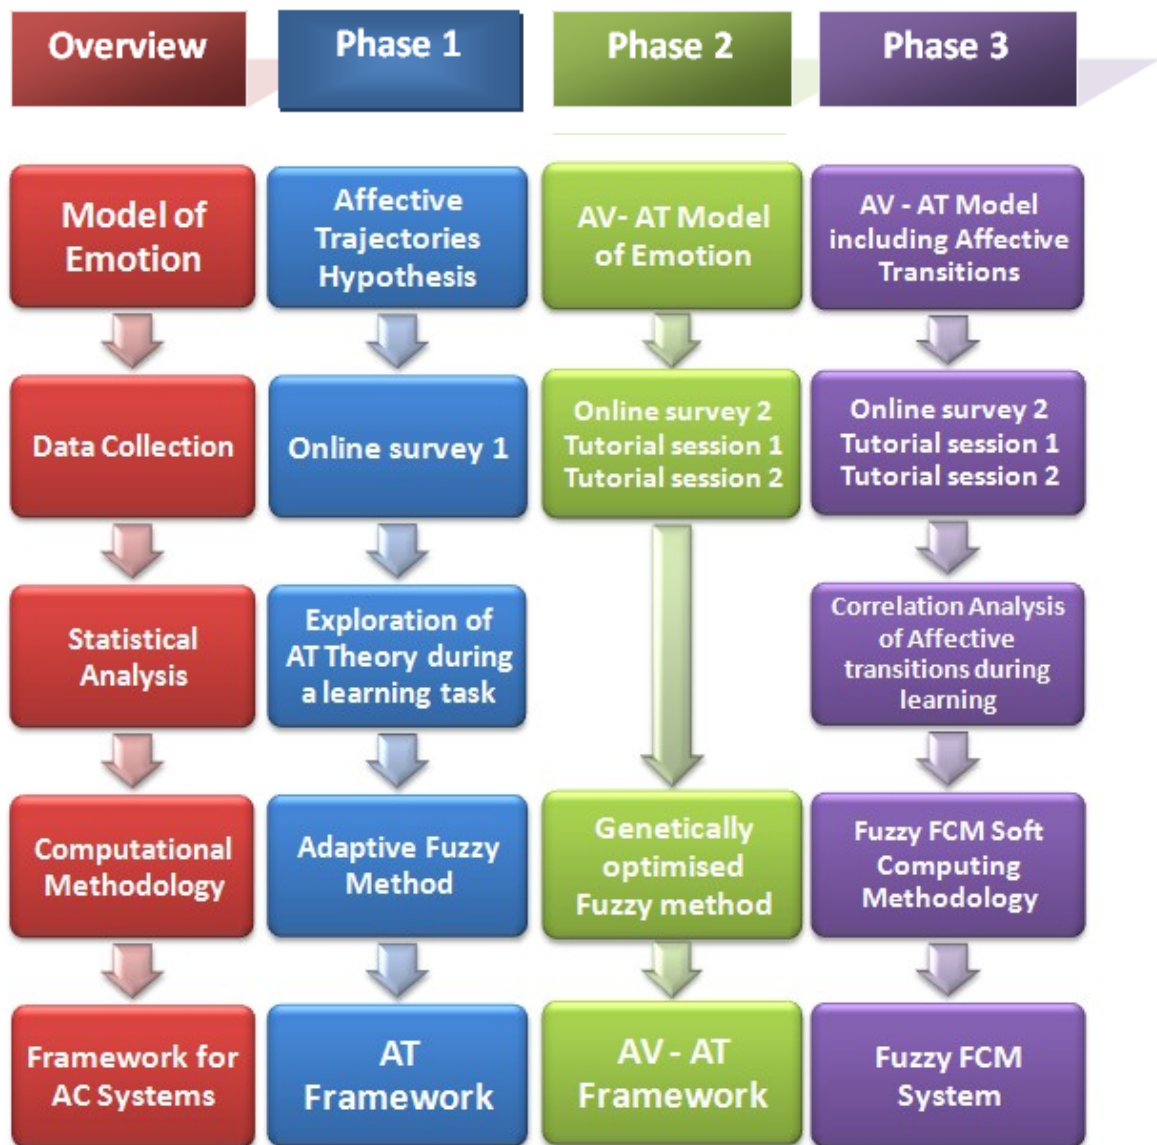 Overview
Phase 1
Phase 2
Phase 3
Model of
Emotion
Affective
Trajectories
Hypothesis
AV- AT Model
of Emotion
AV - AT Model
including Affective
Transitions
Data Collection
Online survey 1
Online survey 2
Tutorial session 1
Tutorial session 2
Online survey 2
Tutorial session 1
Tutorial session 2
Statistical
Analysis
Exploration of
AT Theory during
a learning task
Correlation Analysis
of Affective
transitions during
learning
Computational
Methodology
Adaptive Fuzzy
Method
Genetically
optimised
Fuzzy method
Fuzzy FCM Soft
Computing
Methodology
Framework for
AC Systems
AT
Framework
AV - AT
Framework
Fuzzy FCM
System